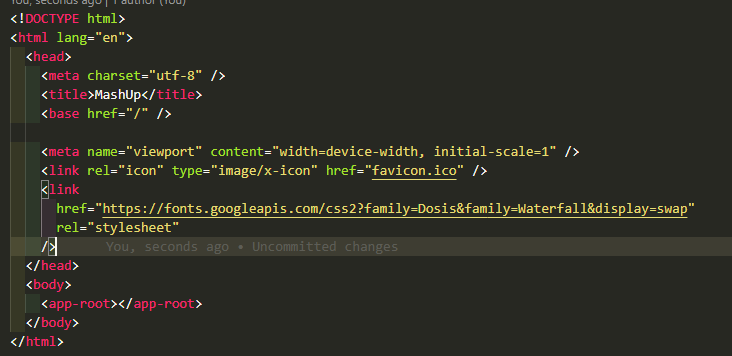 You, seconds ago | 1 author (You)
<!DOCTYPE html>
<html lang="en">
<head>
<meta charset="utf-8" />
<title>MashUp</title>
<base href="/" />
<meta name="viewport" content="width=device-width, initial-scale=1" />
<link rel="icon" type="image/x-icon" href="favicon.ico" />
<link
href="https://fonts.googleapis.com/css2?family=Dosis&family=Waterfall&display=swap"
rel="stylesheet"
/> You, seconds ago • Uncommitted changes
</head>
<body>
<app-root></app-root>
</body>
</html>